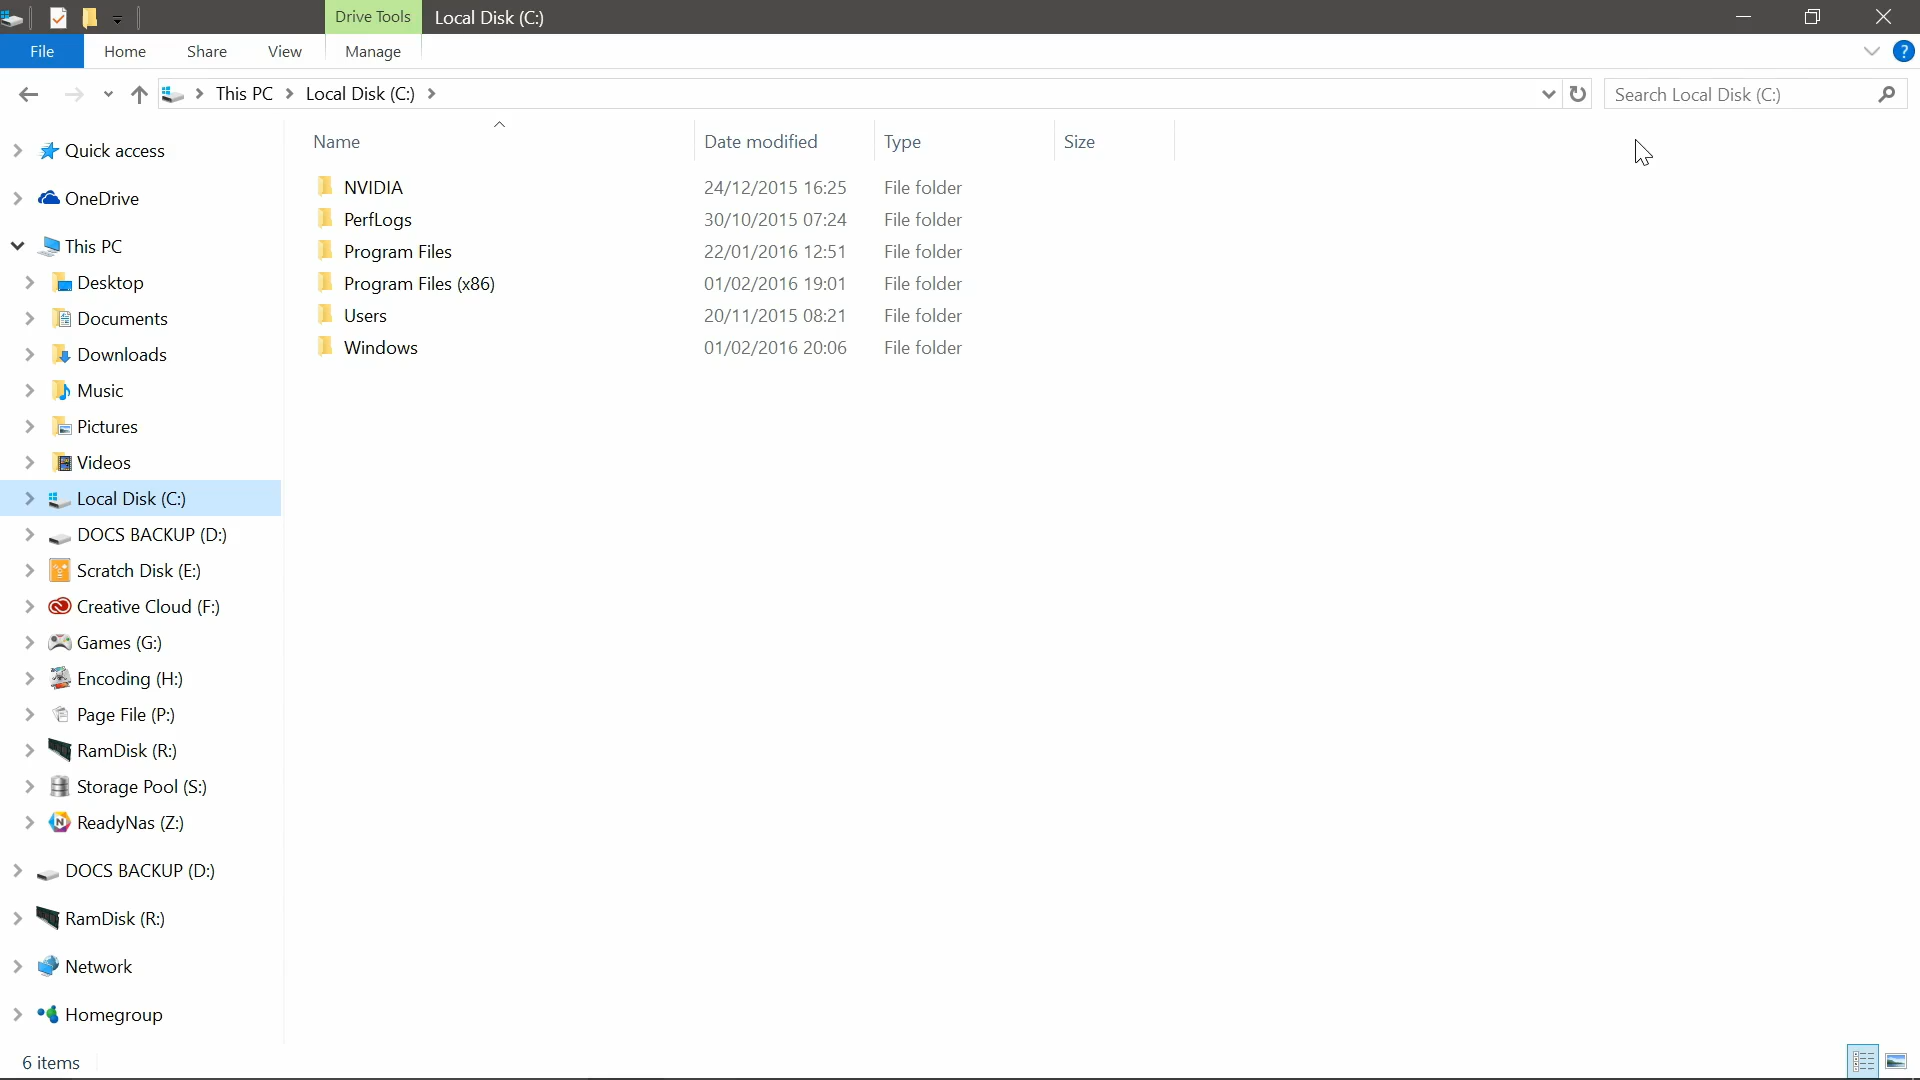 Drive Tools Local Disk (C:)
File Home Share View Manage
This PC Local Disk (C:)
Search Local Disk (C:)
Name Date modified Type Size
NVIDIA 24/12/2015 16:25 File folder
PerfLogs 30/10/2015 07:24 File folder
Program Files 22/01/2016 12:51 File folder
Program Files (x86) 01/02/2016 19:01 File folder
Users 20/11/2015 08:21 File folder
Windows 01/02/2016 20:06 File folder
Quick access
OneDrive
This PC
Desktop
Documents
Downloads
Music
Pictures
Videos
Local Disk (C:)
DOCS BACKUP (D:)
Scratch Disk (E:)
Creative Cloud (F:)
Games (G:)
Encoding (H:)
Page File (P:)
RamDisk (R:)
Storage Pool (S:)
ReadyNas (Z:)
DOCS BACKUP (D:)
RamDisk (R:)
Network
Homegroup
6 items